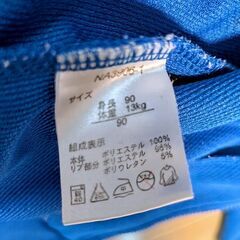 サイズ
身長 90
体重 13kg
90
組成表示
本体 ポリエステル 100%
リブ部分 ポリエステル 95%
ポリウレタン 5%
40